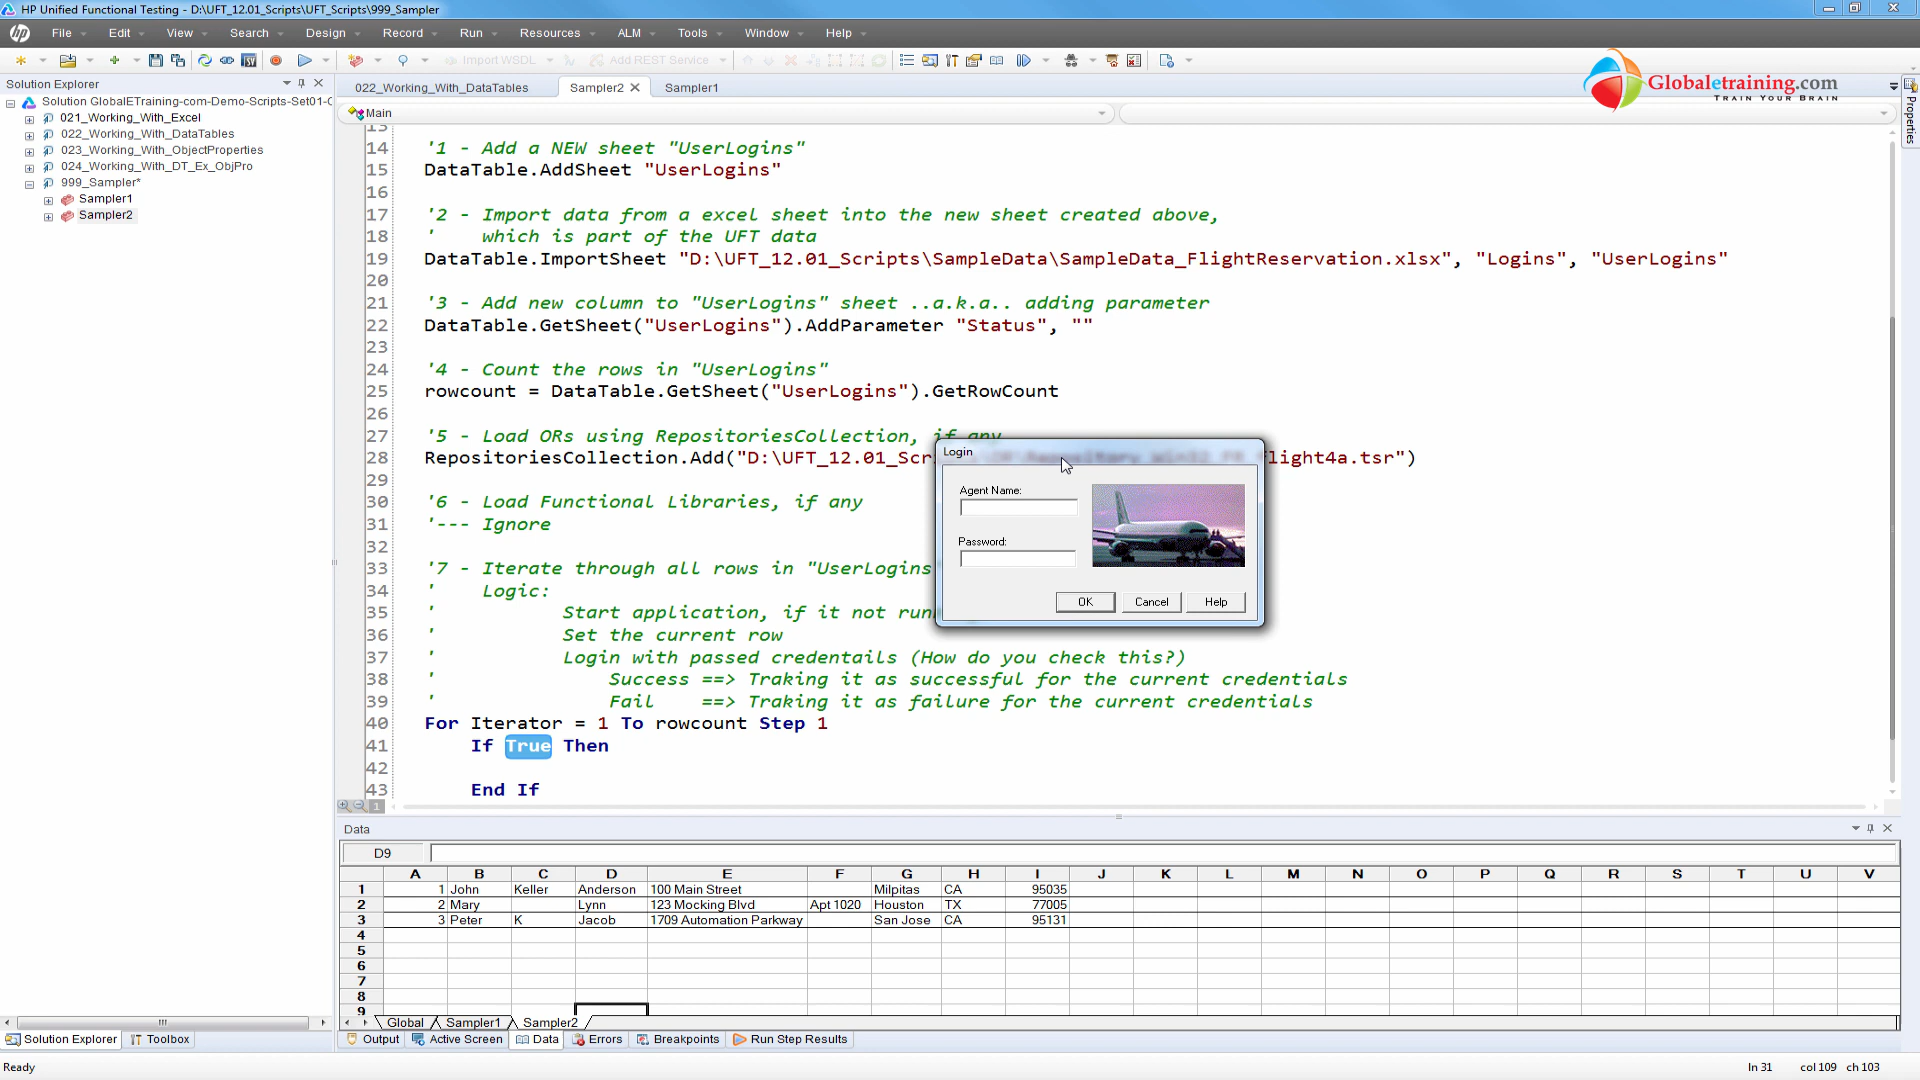 HP Unified Functional Testing - D:\UFT_12.01_Scripts\UFT_Scripts\999_Sampler
File Edit View Search Design Record Run Resources ALM Tools Window Help
Import WSDL Add REST Service
Globaletraining.com
TRAIN YOUR BRAIN
Solution Explorer
Solution GlobalETraining-com-Demo-Scripts-Set01-C
021_Working_With_Excel
022_Working_With_DataTables
023_Working_With_ObjectProperties
024_Working_With_DT_Ex_ObjPro
999_Sampler*
Sampler1
Sampler2
022_Working_With_DataTables Sampler2 Sampler1
Main
Properties
13
14 '1 - Add a NEW sheet "UserLogins"
15 DataTable.AddSheet "UserLogins"
16
17 '2 - Import data from a excel sheet into the new sheet created above,
18 ' which is part of the UFT data
19 DataTable.ImportSheet "D:\UFT_12.01_Scripts\SampleData\SampleData_FlightReservation.xlsx", "Logins", "UserLogins"
20
21 '3 - Add new column to "UserLogins" sheet ..a.k.a.. adding parameter
22 DataTable.GetSheet("UserLogins").AddParameter "Status", ""
23
24 '4 - Count the rows in "UserLogins"
25 rowcount = DataTable.GetSheet("UserLogins").GetRowCount
26
27 '5 - Load ORs using RepositoriesCollection, if any
28 RepositoriesCollection.Add("D:\UFT_12.01_Scr flight4a.tsr")
29
30 '6 - Load Functional Libraries, if any
31 '--- Ignore
32
33 '7 - Iterate through all rows in "UserLogins
34 ' Logic:
35 ' Start application, if it not run
36 ' Set the current row
37 ' Login with passed credentails (How do you check this?)
38 ' Success ==> Traking it as successful for the current credentials
39 ' Fail ==> Traking it as failure for the current credentials
40 For Iterator = 1 To rowcount Step 1
41 If True Then
42
43 End If
1
Login
Agent Name:
Password:
OK Cancel Help
Data
D9
A B C D E F G H I J K L M N O P Q R S T U V
1 1 John Keller Anderson 100 Main Street Milpitas CA 95035
2 2 Mary Lynn 123 Mocking Blvd Apt 1020 Houston TX 77005
3 3 Peter K Jacob 1709 Automation Parkway San Jose CA 95131
4
5
6
7
8
9
Global Sampler1 Sampler2
Solution Explorer Toolbox
Output Active Screen Data Errors Breakpoints Run Step Results
Ready
ln 31 col 109 ch 103